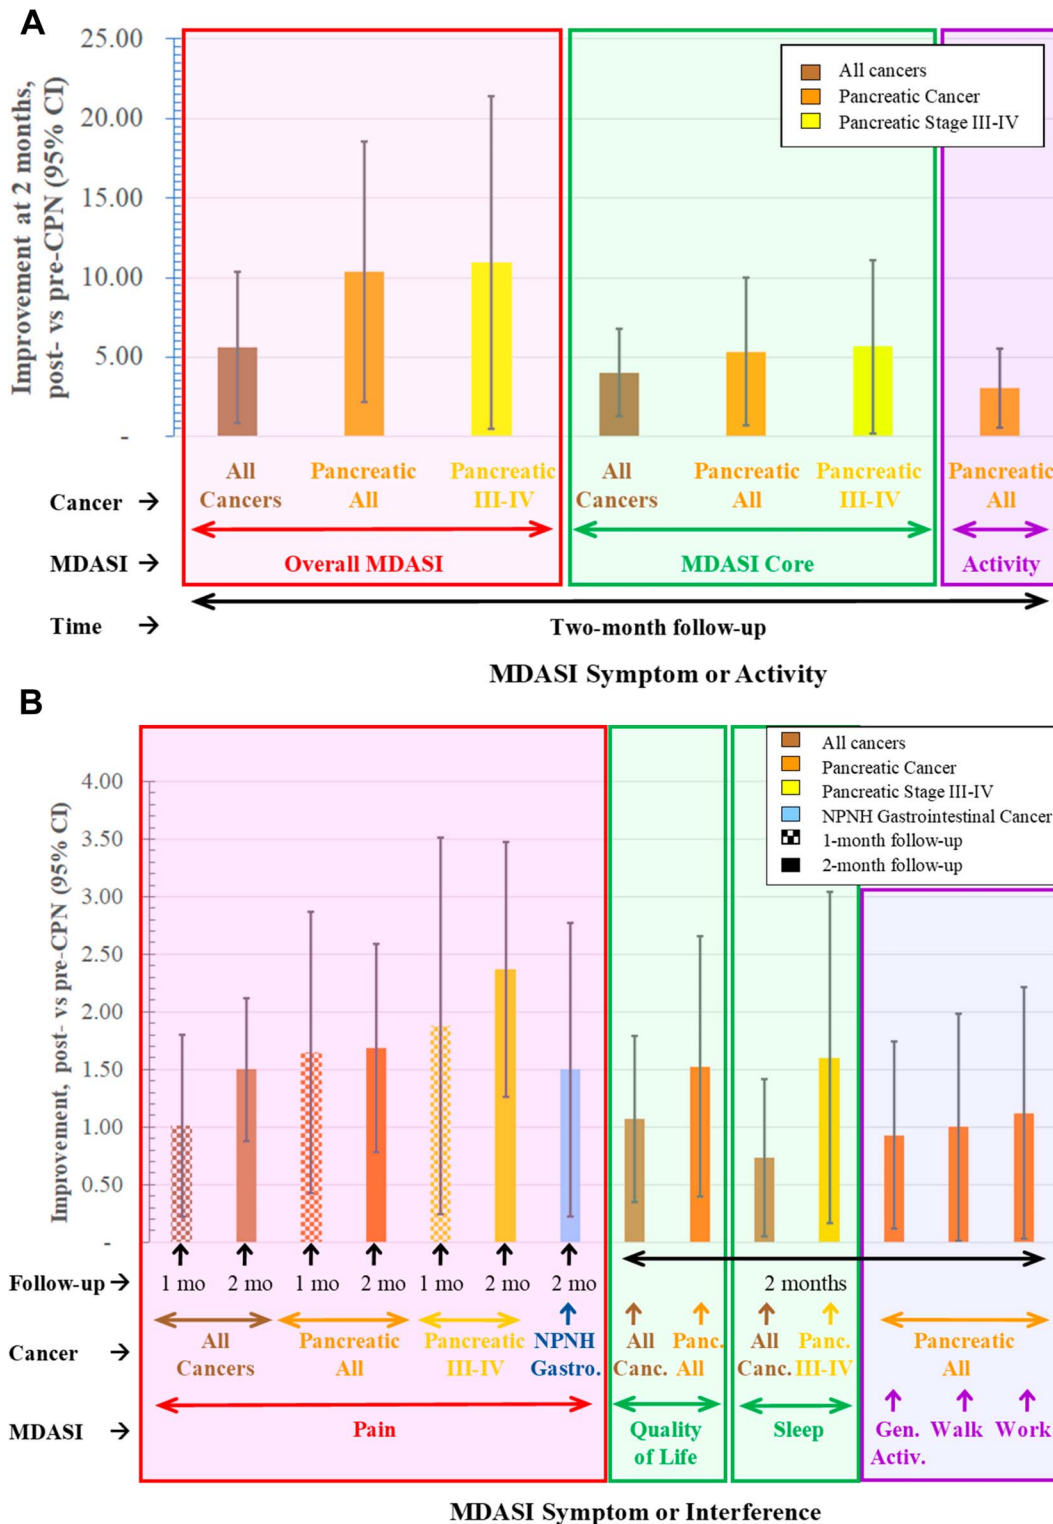 A
Improvement at 2 months,
post- vs pre-CPN (95% CI)
25.00
20.00
15.00
10.00
5.00
-
All cancers
Pancreatic Cancer
Pancreatic Stage III-IV
Cancer →
All
Cancers
Pancreatic
All
Pancreatic
III-IV
All
Cancers
Pancreatic
All
Pancreatic
III-IV
Pancreatic
All
MDASI →
Overall MDASI
MDASI Core
Activity
Time →
Two-month follow-up
MDASI Symptom or Activity
B
Improvement, post- vs pre-CPN (95% CI)
4.00
3.50
3.00
2.50
2.00
1.50
1.00
0.50
-
All cancers
Pancreatic Cancer
Pancreatic Stage III-IV
NPNH Gastrointestinal Cancer
1-month follow-up
2-month follow-up
Follow-up →
1 mo
2 mo
1 mo
2 mo
1 mo
2 mo
2 mo
2 months
Cancer →
All
Cancers
Pancreatic
All
Pancreatic
III-IV
NPNH
Gastro.
All
Canc.
Panc.
All
All
Canc.
Panc.
III-IV
Pancreatic
All
MDASI →
Pain
Quality
of Life
Sleep
Gen.
Activ.
Walk
Work
MDASI Symptom or Interference